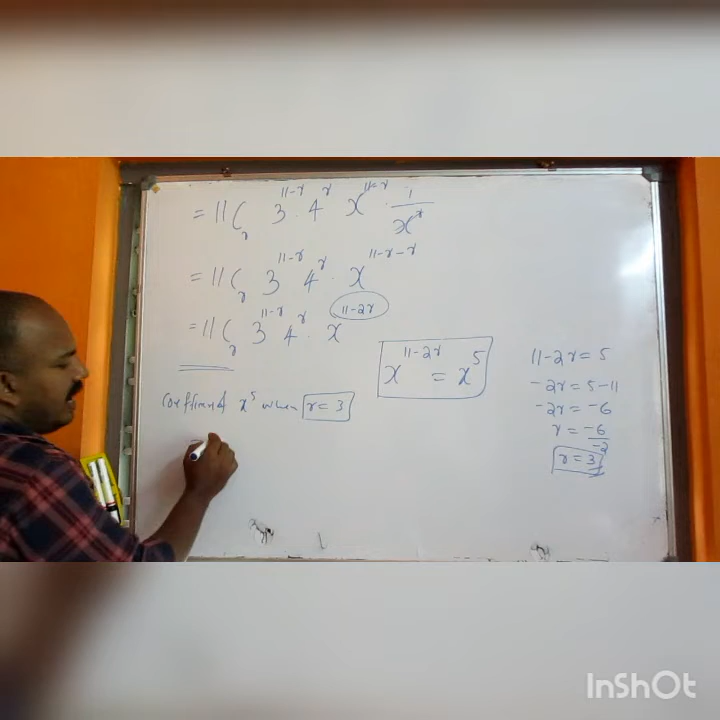 = 11C_r 3^{11-r} . 4^r x^{11-r} . 1/x^r
= 11C_r 3^{11-r} 4^r . x^{11-r-r}
= 11C_r 3^{11-r} 4^r . x^{11-2r}
x^{11-2r} = x^5
coefficient of x^5 when r = 3
11-2r = 5
-2r = 5-11
-2r = -6
r = -6/-2
r = 3
InShOt